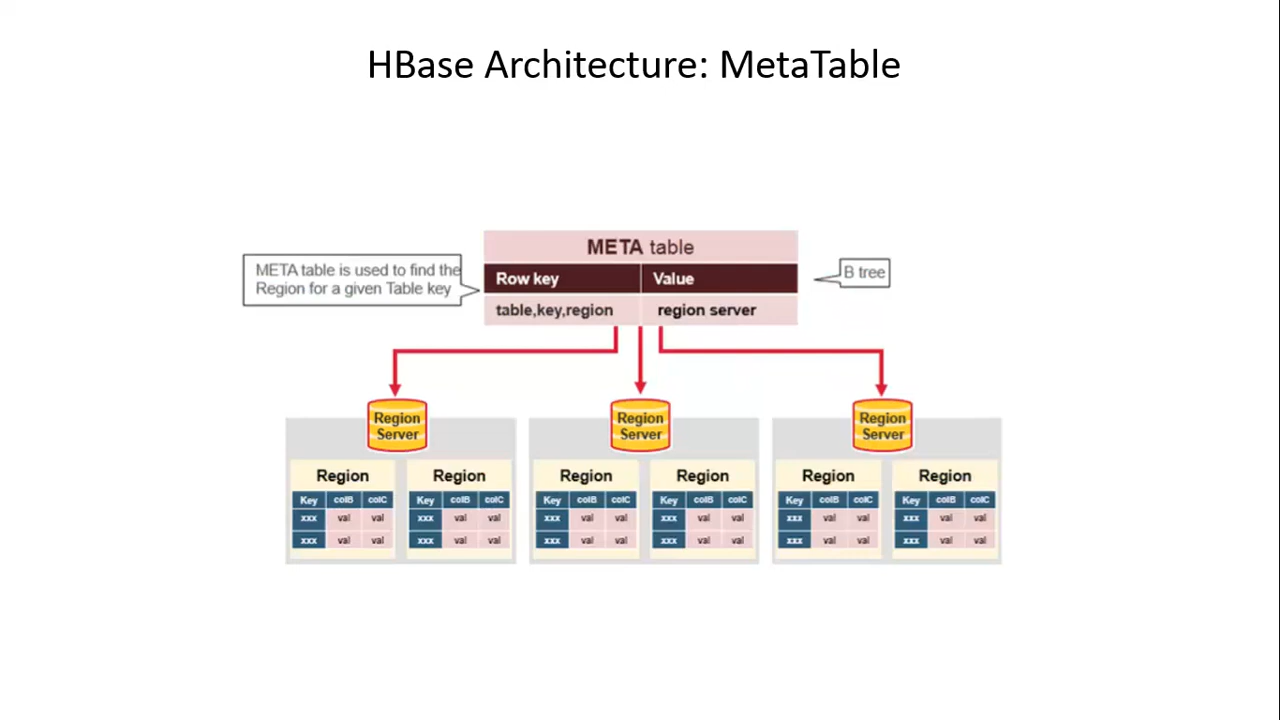 HBase Architecture: MetaTable
META table is used to find the
Region for a given Table key
META table
Row key Value
table,key,region region server
B tree
Region
Server
Region
Server
Region
Server
Region Region Region Region Region Region
Key colB colC Key colB colC Key colB colC Key colB colC Key colB colC Key colB colC
xxx val val xxx val val xxx val val xxx val val xxx val val xxx val val
xxx val val xxx val val xxx val val xxx val val xxx val val xxx val val